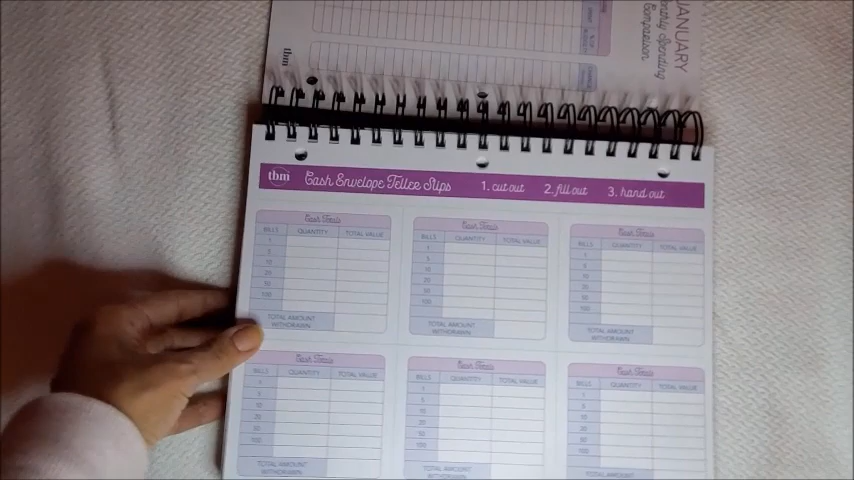 JANUARY
Monthly Spending
Comparison
tbm
tbm Cash Envelope Teller Slips 1. cut out 2. fill out 3. hand out
Cash Totals
BILLS QUANTITY TOTAL VALUE
1
5
10
20
50
100
TOTAL AMOUNT
WITHDRAWN
Cash Totals
BILLS QUANTITY TOTAL VALUE
1
5
10
20
50
100
TOTAL AMOUNT
WITHDRAWN
Cash Totals
BILLS QUANTITY TOTAL VALUE
1
5
10
20
50
100
TOTAL AMOUNT
WITHDRAWN
Cash Totals
BILLS QUANTITY TOTAL VALUE
1
5
10
20
50
100
TOTAL AMOUNT
WITHDRAWN
Cash Totals
BILLS QUANTITY TOTAL VALUE
1
5
10
20
50
100
TOTAL AMOUNT
WITHDRAWN
Cash Totals
BILLS QUANTITY TOTAL VALUE
1
5
10
20
50
100
TOTAL AMOUNT